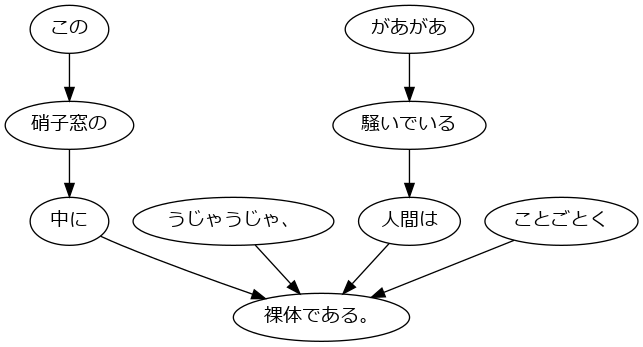 この
があがあ
硝子窓の
騒いでいる
中に
うじゃうじゃ、
人間は
ことごとく
裸体である。